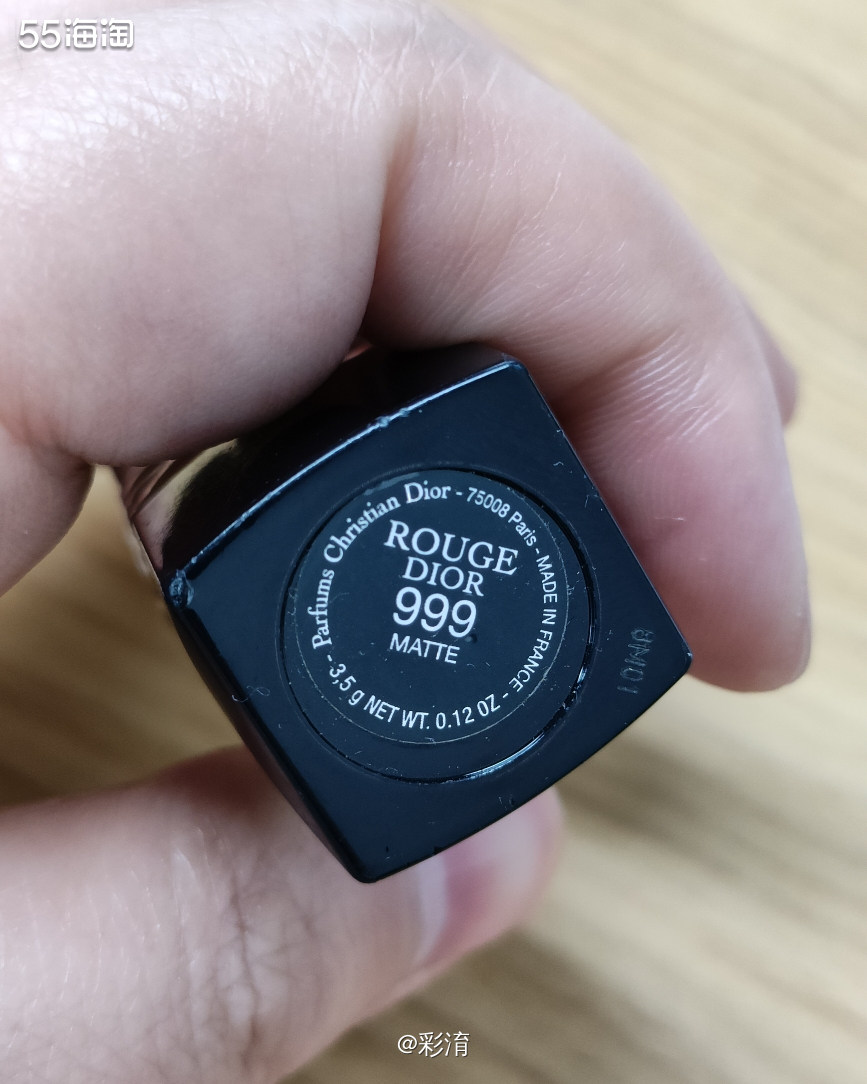 55海淘
Parfums Christian Dior - 75008 Paris - MADE IN FRANCE - 3,5 g NET WT. 0.12 OZ -
ROUGE
DIOR
999
MATTE
@彩淯